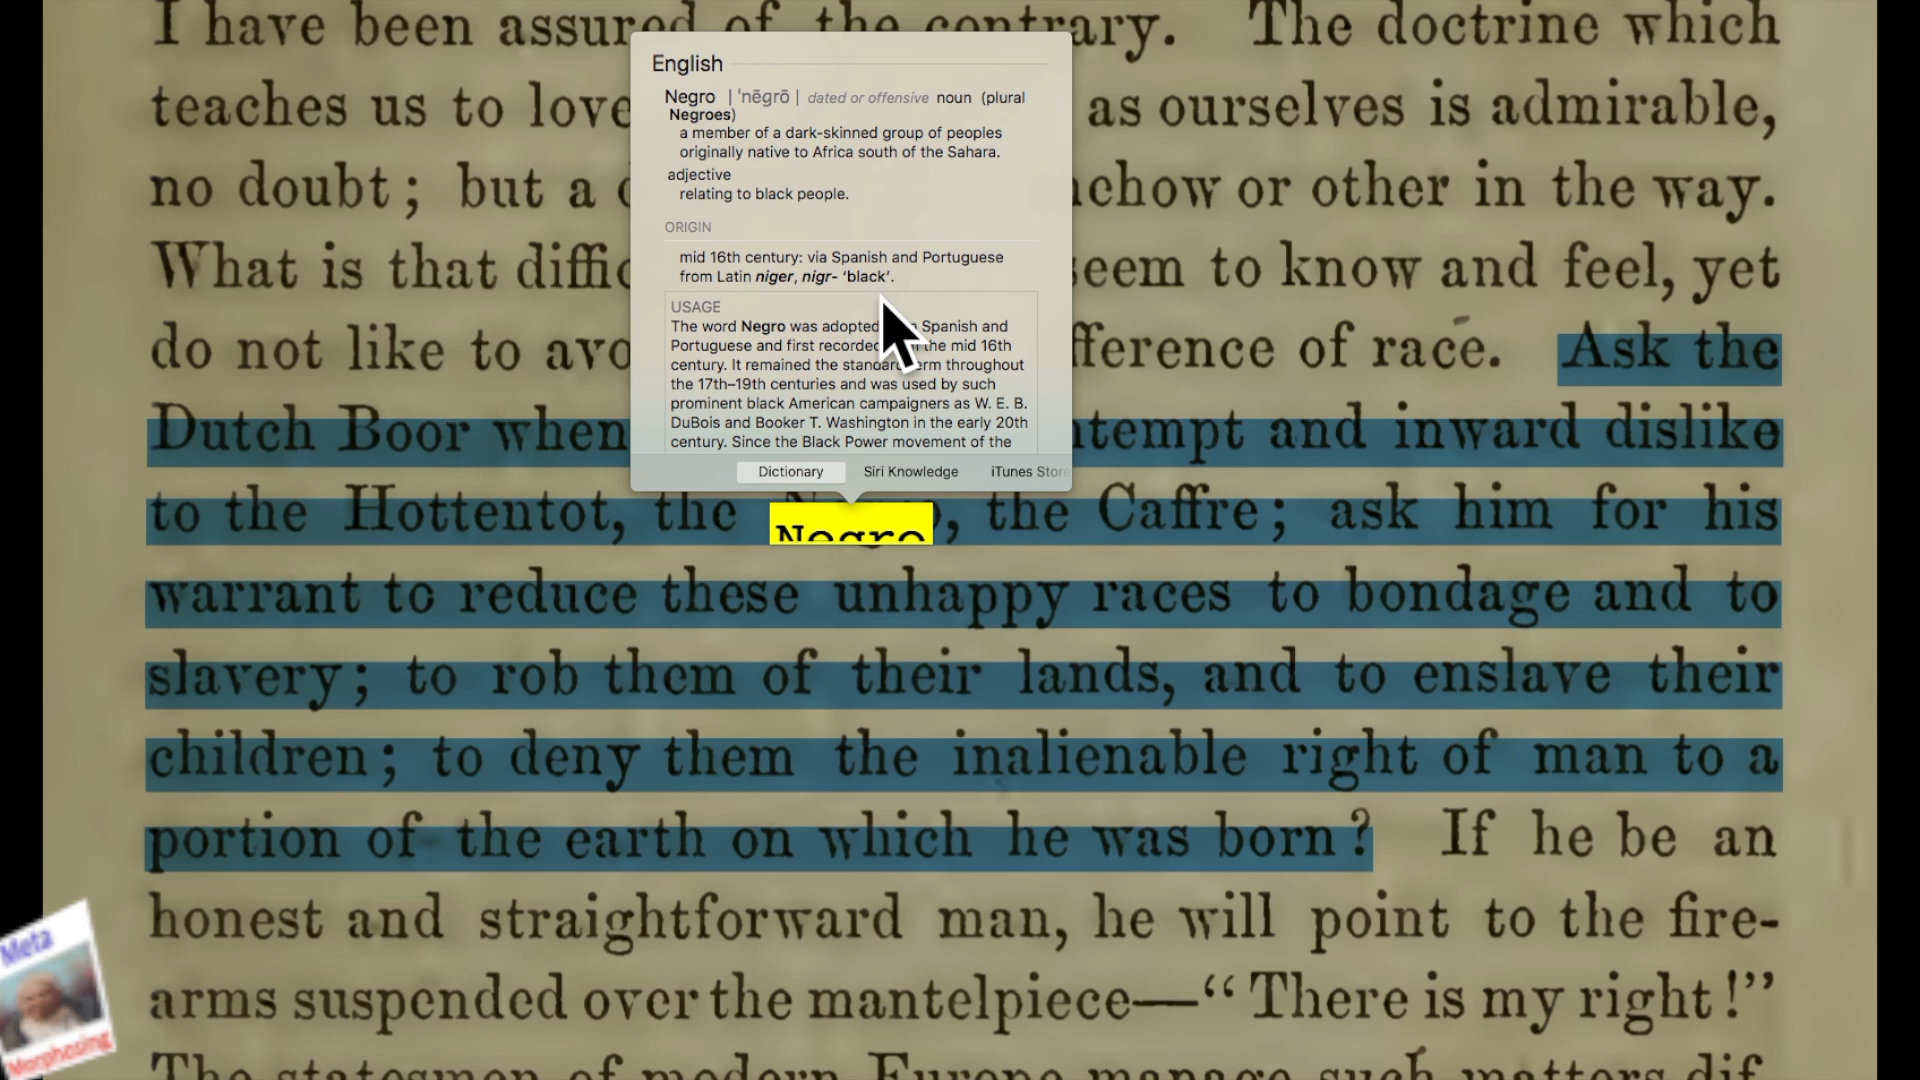 I have been assured of the contrary. The doctrine which
teaches us to love as ourselves is admirable,
no doubt; but a or other in the way.
What is that seem to know and feel, yet
do not like to of race. Ask the
Dutch Boor when and inward dislike
to the Hottentot, the Negro, the Caffre; ask him for his
warrant to reduce these unhappy races to bondage and to
slavery; to rob them of their lands, and to enslave their
children; to deny them the inalienable right of man to a
portion of the earth on which he was born? If he be an
honest and straightforward man, he will point to the fire-
arms suspended over the mantelpiece—“There is my right!”
The statesmen of modern Europe manage such matters dif
English
Negro | ˈnēgrō | dated or offensive noun (plural
Negroes)
a member of a dark-skinned group of peoples
originally native to Africa south of the Sahara.
adjective
relating to black people.
ORIGIN
mid 16th century: via Spanish and Portuguese
from Latin niger, nigr- ‘black’.
USAGE
The word Negro was adopted Spanish and
Portuguese and first recorded the mid 16th
century. It remained the standard term throughout
the 17th–19th centuries and was used by such
prominent black American campaigners as W. E. B.
DuBois and Booker T. Washington in the early 20th
century. Since the Black Power movement of the
Dictionary Siri Knowledge iTunes Store
Meta
Morphosing